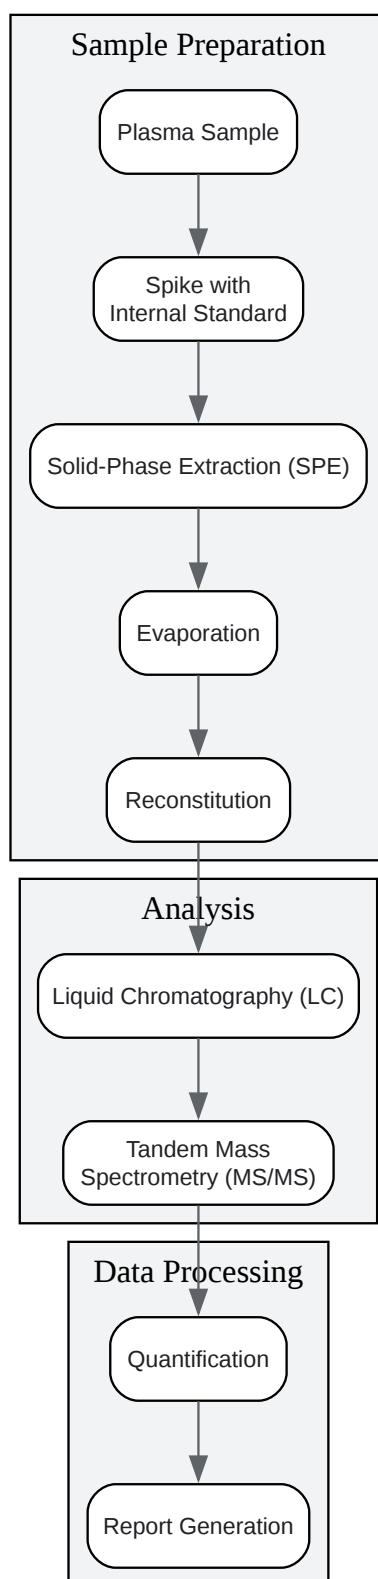 Sample Preparation
Plasma Sample
Spike with
Internal Standard
Solid-Phase Extraction (SPE)
Evaporation
Reconstitution
Analysis
Liquid Chromatography (LC)
Tandem Mass
Spectrometry (MS/MS)
Data Processing
Quantification
Report Generation